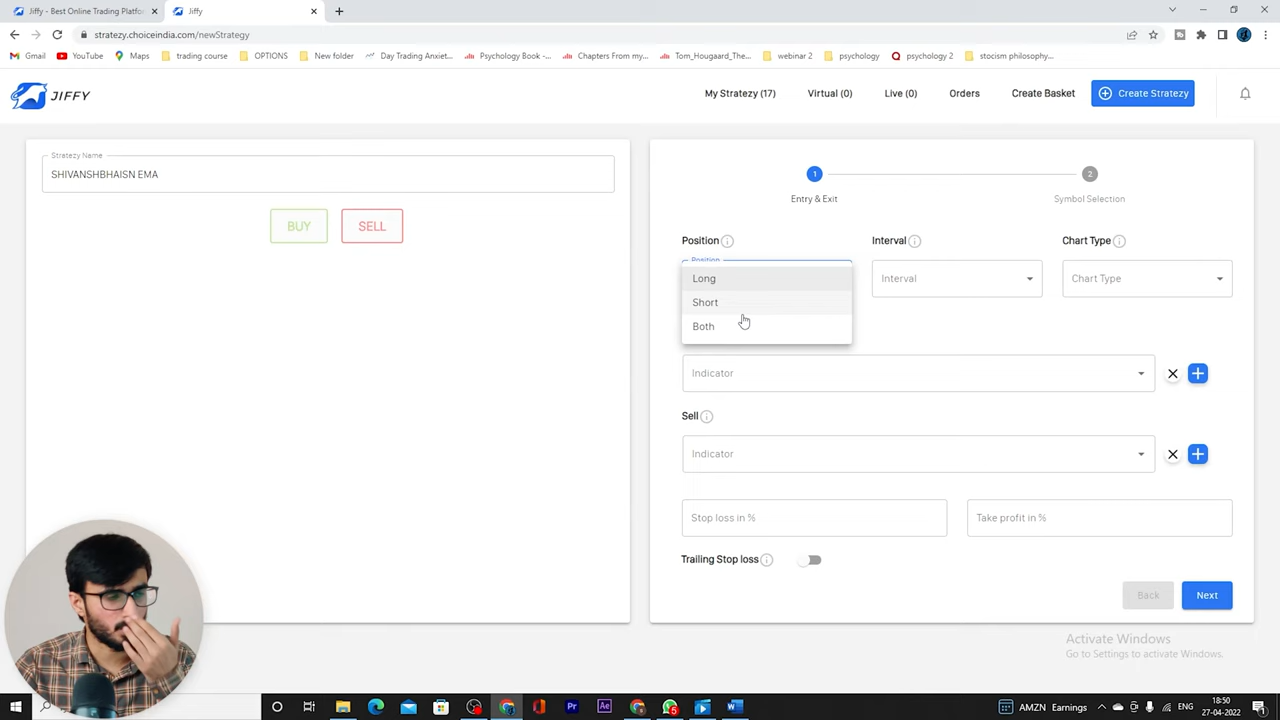 Jiffy - Best Online Trading Platfo
Jiffy
stratezy.choiceindia.com/newStrategy
Gmail
YouTube
Maps
trading course
OPTIONS
New folder
Day Trading Anxiet...
Psychology Book -...
Chapters From my...
Tom_Hougaard_The...
webinar 2
psychology
psychology 2
stocism philosophy...
JIFFY
My Stratezy (17)
Virtual (0)
Live (0)
Orders
Create Basket
Create Stratezy
Stratezy Name
SHIVANSHBHAISN EMA
BUY
SELL
1
2
Entry & Exit
Symbol Selection
Position
Interval
Chart Type
Position
Long
Short
Both
Interval
Chart Type
Indicator
Sell
Indicator
Stop loss in %
Take profit in %
Trailing Stop loss
Back
Next
Activate Windows
Go to Settings to activate Windows.
AMZN Earnings
ENG
18:50
27-04-2022